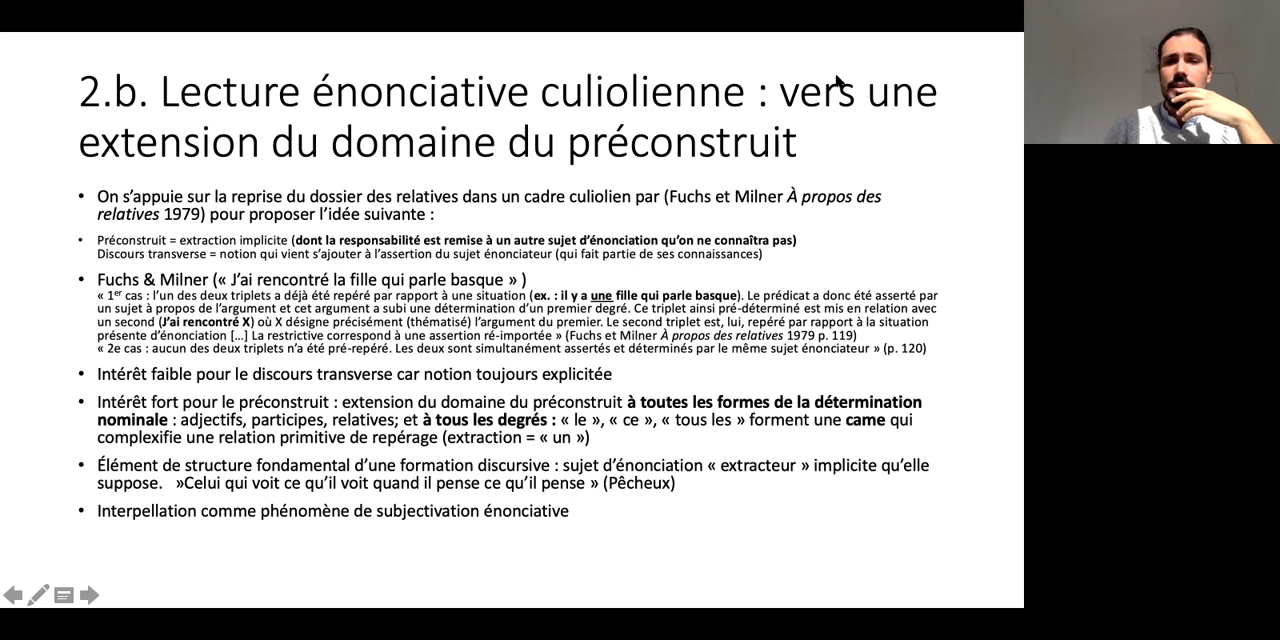 2.b. Lecture énonciative culiolienne : vers une
extension du domaine du préconstruit
• On s’appuie sur la reprise du dossier des relatives dans un cadre culiolien par (Fuchs et Milner À propos des
relatives 1979) pour proposer l’idée suivante :
• Préconstruit = extraction implicite (dont la responsabilité est remise à un autre sujet d’énonciation qu’on ne connaîtra pas)
Discours transverse = notion qui vient s’ajouter à l’assertion du sujet énonciateur (qui fait partie de ses connaissances)
• Fuchs & Milner (« J’ai rencontré la fille qui parle basque » )
« 1er cas : l’un des deux triplets a déjà été repéré par rapport à une situation (ex. : il y a une fille qui parle basque). Le prédicat a donc été asserté par
un sujet à propos de l’argument et cet argument a subi une détermination d’un premier degré. Ce triplet ainsi pré-déterminé est mis en relation avec
un second (J’ai rencontré X) où X désigne précisément (thématisé) l’argument du premier. Le second triplet est, lui, repéré par rapport à la situation
présente d’énonciation […] La restrictive correspond à une assertion ré-importée » (Fuchs et Milner À propos des relatives 1979 p. 119)
« 2e cas : aucun des deux triplets n’a été pré-repéré. Les deux sont simultanément assertés et déterminés par le même sujet énonciateur » (p. 120)
• Intérêt faible pour le discours transverse car notion toujours explicitée
• Intérêt fort pour le préconstruit : extension du domaine du préconstruit à toutes les formes de la détermination
nominale : adjectifs, participes, relatives; et à tous les degrés : « le », « ce », « tous les » forment une came qui
complexifie une relation primitive de repérage (extraction = « un »)
• Élément de structure fondamental d’une formation discursive : sujet d’énonciation « extracteur » implicite qu’elle
suppose. »Celui qui voit ce qu’il voit quand il pense ce qu’il pense » (Pêcheux)
• Interpellation comme phénomène de subjectivation énonciative